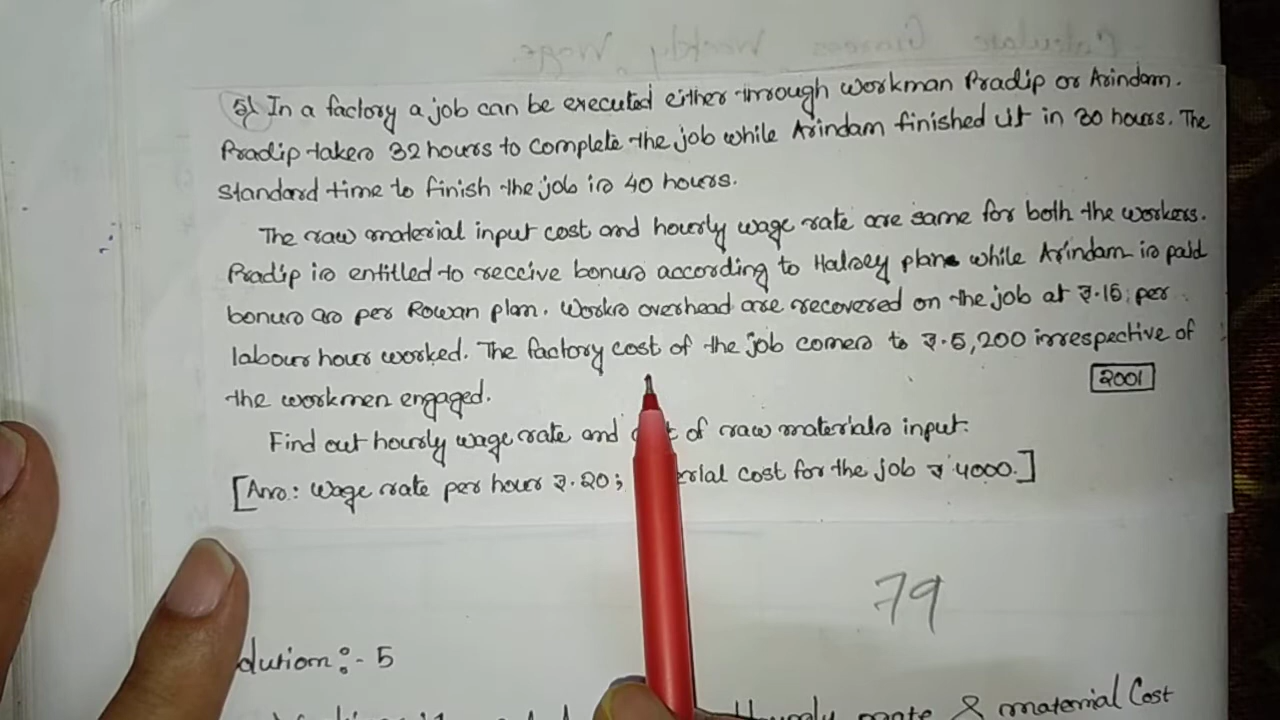 Calculate Gross Weekly Wage.
5) In a factory a job can be executed either through workman Pradip or Arindam.
Pradip takes 32 hours to complete the job while Arindam finished it in 30 hours. The
standard time to finish the job is 40 hours.
The raw material input cost and hourly wage rate are same for both the workers.
Pradip is entitled to receive bonus according to Halsey plan while Arindam is paid
bonus as per Rowan plan. Works overhead are recovered on the job at ₹.15 per
labour hour worked. The factory cost of the job comes to ₹.5,200 irrespective of
the workmen engaged.
2001
Find out hourly wage rate and of raw materials input.
[Ans.: Wage rate per hour ₹.20; cost for the job ₹ 4000.]
79
:- 5
rate & material Cost